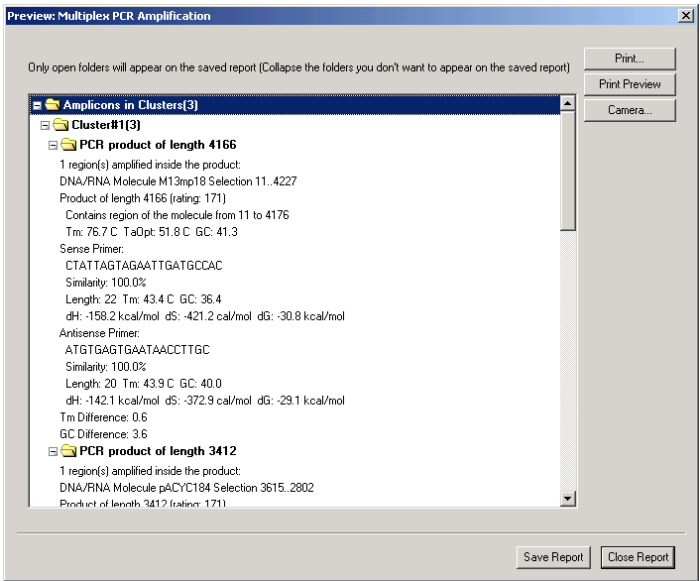 Preview: Multiplex PCR Amplification
Only open folders will appear on the saved report (Collapse the folders you don't want to appear on the saved report)
Print...
Print Preview
Camera...
Amplicons in Clusters(3)
Cluster#1(3)
PCR product of length 4166
1 region(s) amplified inside the product:
DNA/RNA Molecule M13mp18 Selection 11..4227
Product of length 4166 (rating: 171)
Contains region of the molecule from 11 to 4176
Tm: 76.7 C TaOpt: 51.8 C GC: 41.3
Sense Primer:
CTATTAGTAGAATTGATGCCAC
Similarity: 100.0%
Length: 22 Tm: 43.4 C GC: 36.4
dH: -158.2 kcal/mol dS: -421.2 cal/mol dG: -30.8 kcal/mol
Antisense Primer:
ATGTGAGTGAATAACCTTGC
Similarity: 100.0%
Length: 20 Tm: 43.9 C GC: 40.0
dH: -142.1 kcal/mol dS: -372.9 cal/mol dG: -29.1 kcal/mol
Tm Difference: 0.6
GC Difference: 3.6
PCR product of length 3412
1 region(s) amplified inside the product:
DNA/RNA Molecule pACYC184 Selection 3615..2802
Product of length 3412 (rating: 171)
Save Report
Close Report